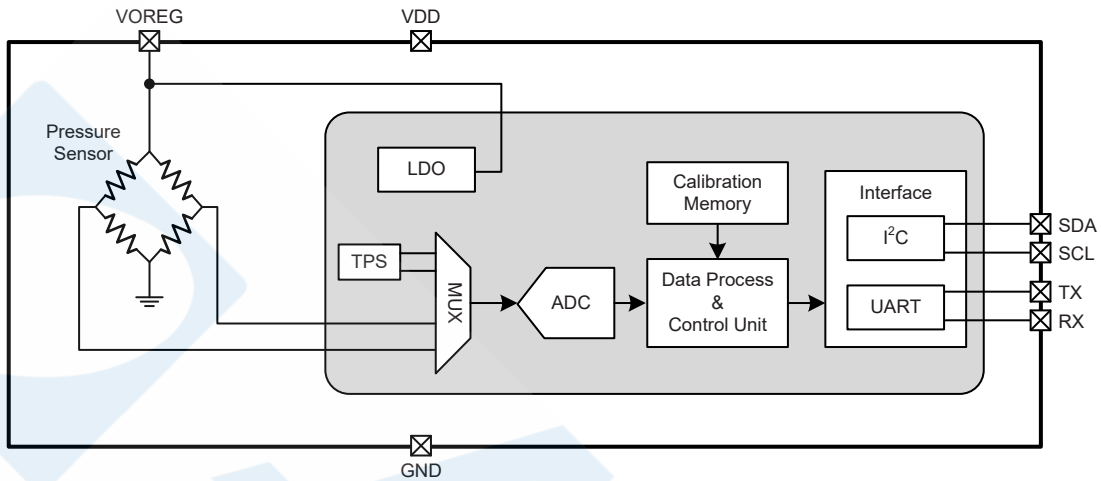 VOREG
VDD
Pressure
Sensor
LDO
Calibration
Memory
Interface
I²C
SDA
SCL
TPS
MUX
ADC
Data Process
&
Control Unit
UART
TX
RX
GND